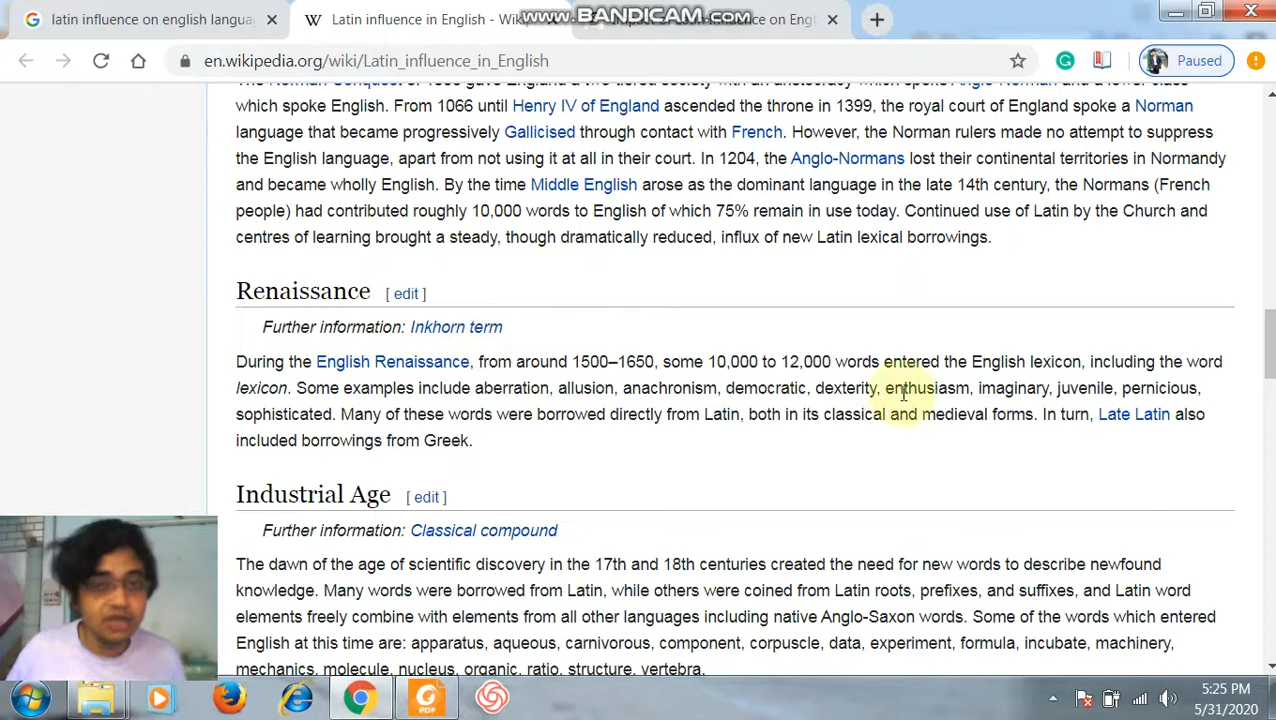 latin influence on english langua
Latin influence in English - Wiki
www.BANDICAM.com
on Eng
en.wikipedia.org/wiki/Latin_influence_in_English
Paused
which spoke English. From 1066 until Henry IV of England ascended the throne in 1399, the royal court of England spoke a Norman
language that became progressively Gallicised through contact with French. However, the Norman rulers made no attempt to suppress
the English language, apart from not using it at all in their court. In 1204, the Anglo-Normans lost their continental territories in Normandy
and became wholly English. By the time Middle English arose as the dominant language in the late 14th century, the Normans (French
people) had contributed roughly 10,000 words to English of which 75% remain in use today. Continued use of Latin by the Church and
centres of learning brought a steady, though dramatically reduced, influx of new Latin lexical borrowings.
Renaissance [ edit ]
Further information: Inkhorn term
During the English Renaissance, from around 1500–1650, some 10,000 to 12,000 words entered the English lexicon, including the word
lexicon. Some examples include aberration, allusion, anachronism, democratic, dexterity, enthusiasm, imaginary, juvenile, pernicious,
sophisticated. Many of these words were borrowed directly from Latin, both in its classical and medieval forms. In turn, Late Latin also
included borrowings from Greek.
Industrial Age [ edit ]
Further information: Classical compound
The dawn of the age of scientific discovery in the 17th and 18th centuries created the need for new words to describe newfound
knowledge. Many words were borrowed from Latin, while others were coined from Latin roots, prefixes, and suffixes, and Latin word
elements freely combine with elements from all other languages including native Anglo-Saxon words. Some of the words which entered
English at this time are: apparatus, aqueous, carnivorous, component, corpuscle, data, experiment, formula, incubate, machinery,
mechanics, molecule, nucleus, organic, ratio, structure, vertebra.
PDF
5:25 PM
5/31/2020